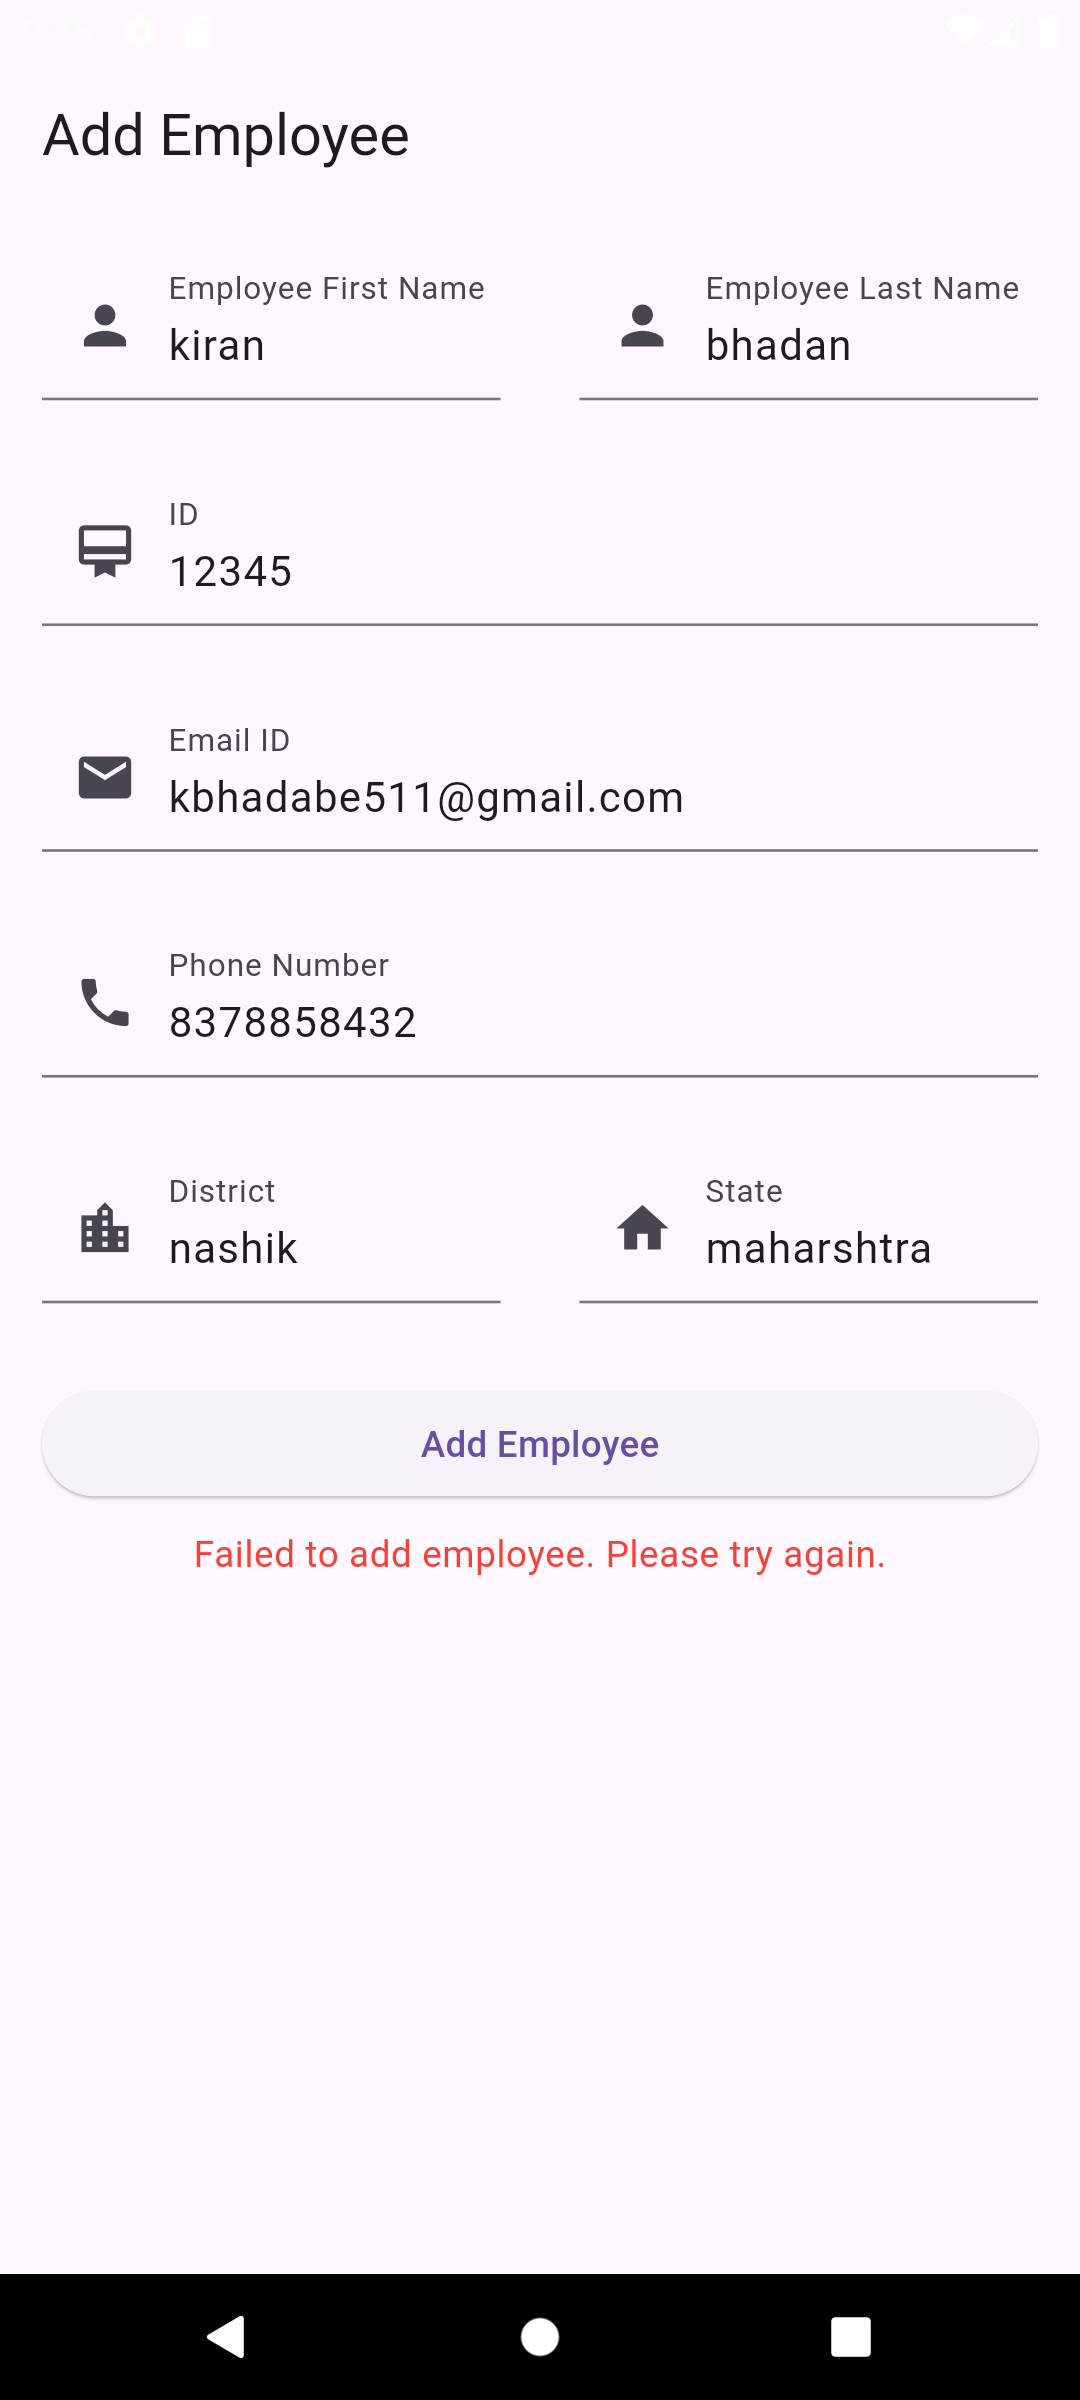 9:35
Add Employee
Employee First Name Employee Last Name
kiran bhadan
ID
12345
Email ID
kbhadabe511@gmail.com
Phone Number
8378858432
District State
nashik maharshtra
Add Employee
Failed to add employee. Please try again.